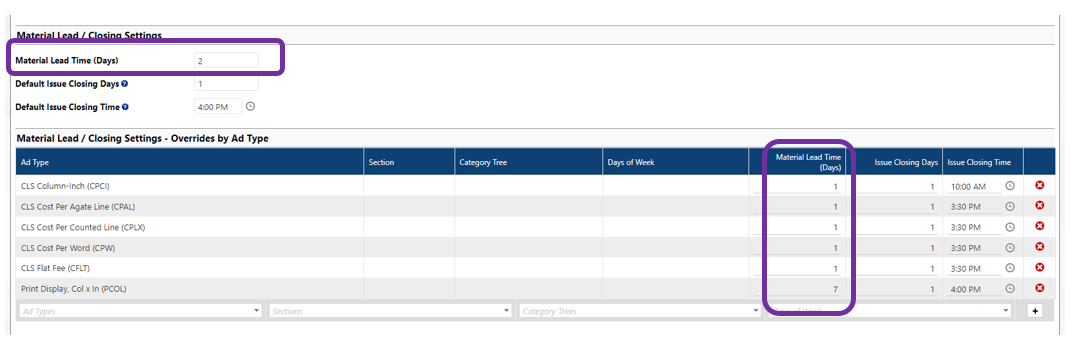 Material Lead / Closing Settings
Material Lead Time (Days) 2
Default Issue Closing Days ? 1
Default Issue Closing Time ? 4:00 PM
Material Lead / Closing Settings - Overrides by Ad Type
Ad Type Section Category Tree Days of Week Material Lead Time (Days) Issue Closing Days Issue Closing Time
CLS Column-Inch (CPCI) 1 1 10:00 AM
CLS Cost Per Agate Line (CPAL) 1 1 3:30 PM
CLS Cost Per Counted Line (CPLX) 1 1 3:30 PM
CLS Cost Per Word (CPW) 1 1 3:30 PM
CLS Flat Fee (CFLT) 1 1 3:30 PM
Print Display, Col x In (PCOL) 7 1 4:00 PM
Ad Types Sections Category Trees +